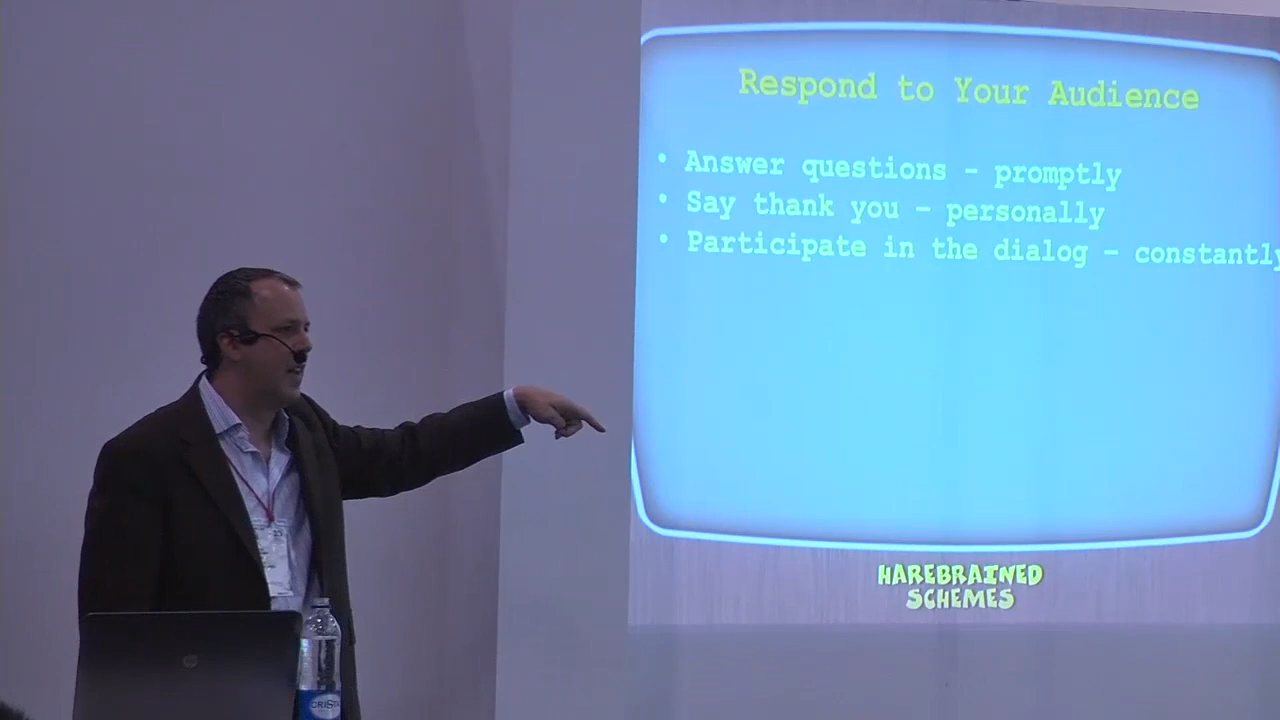 Respond to Your Audience
• Answer questions - promptly
• Say thank you - personally
• Participate in the dialog - constantly
HAREBRAINED
SCHEMES